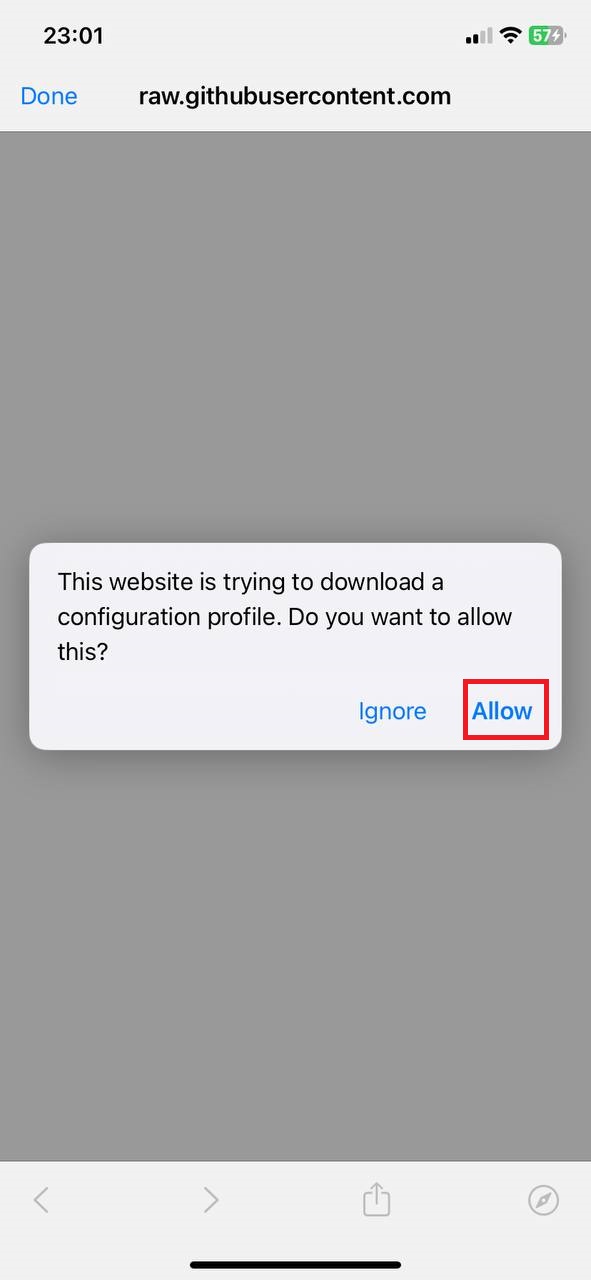 23:01
57
Done
raw.githubusercontent.com
This website is trying to download a
configuration profile. Do you want to allow
this?
Ignore
Allow